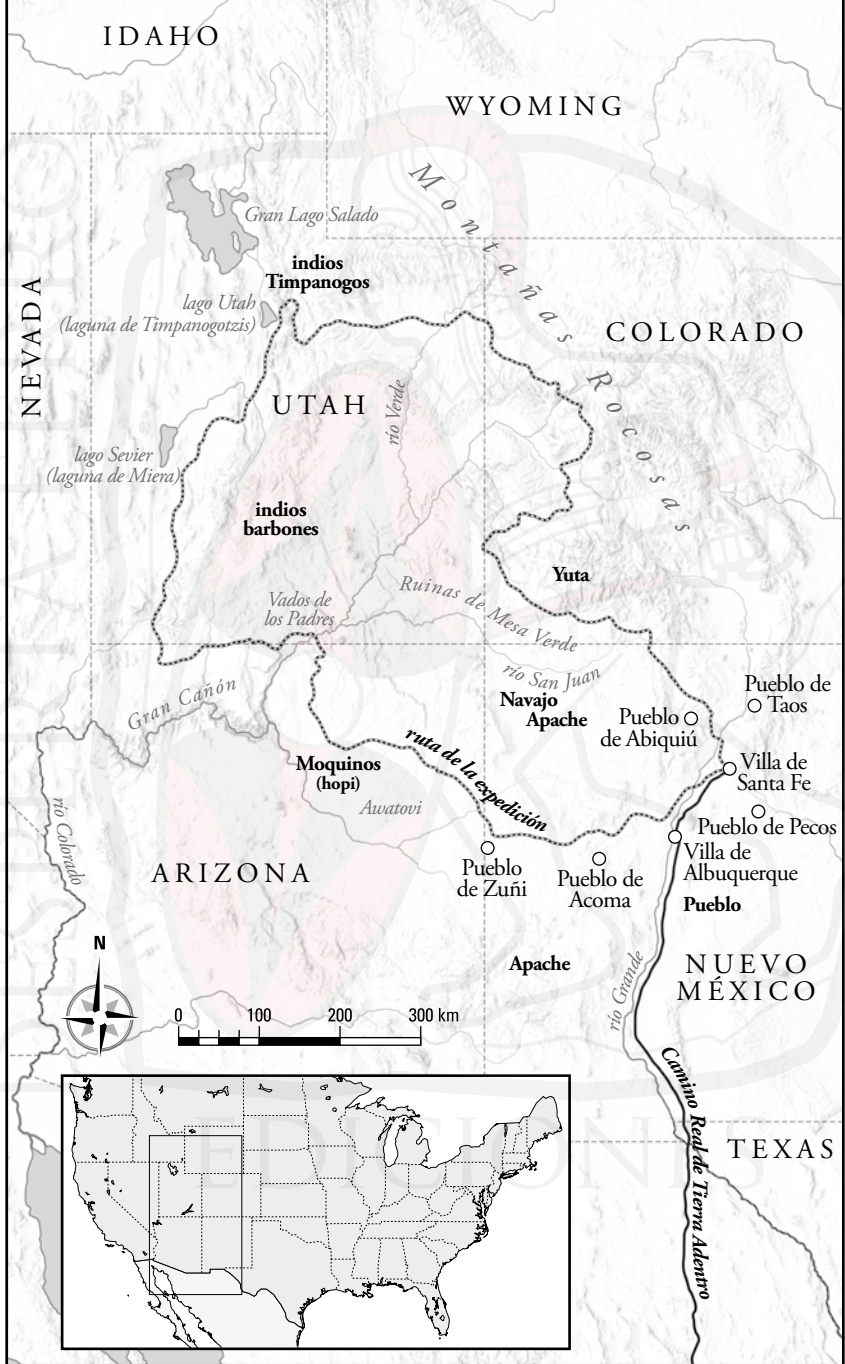 IDAHO
WYOMING
Montañas Rocosas
Gran Lago Salado
indios
Timpanogos
NEVADA
lago Utah
(laguna de Timpanogotzis)
COLORADO
UTAH
río Verde
lago Sevier
(laguna de Miera)
indios
barbones
Yuta
Vados de
los Padres
Ruinas de Mesa Verde
río San Juan
Gran Cañón
Navajo
Apache
Pueblo
de Abiquiú
Pueblo de
Taos
ruta de la expedición
Moquinos
(hopi)
Villa de
Santa Fe
río Colorado
Awatovi
Pueblo de Pecos
Villa de
Albuquerque
ARIZONA
Pueblo
de Zuñi
Pueblo de
Acoma
Pueblo
Apache
NUEVO
MÉXICO
río Grande
N
0 100 200 300 km
Camino Real de Tierra Adentro
TEXAS
DESPERTA FERRO
EDICIONES